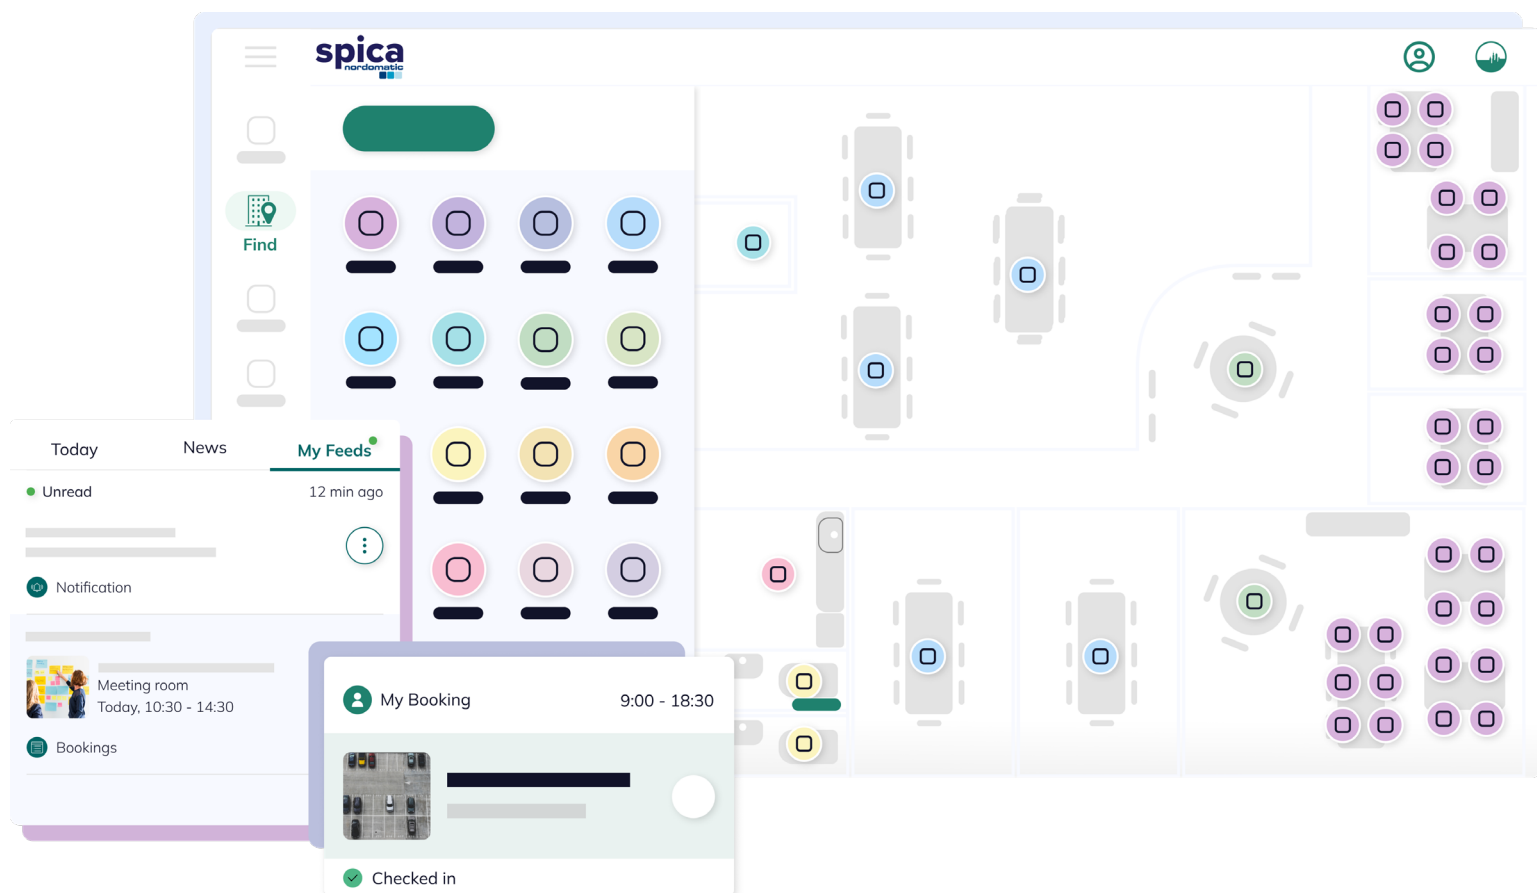 spica
nordomatic
Find
Today
News
My Feeds
Unread
12 min ago
Notification
Meeting room
Today, 10:30 - 14:30
Bookings
My Booking
9:00 - 18:30
Checked in